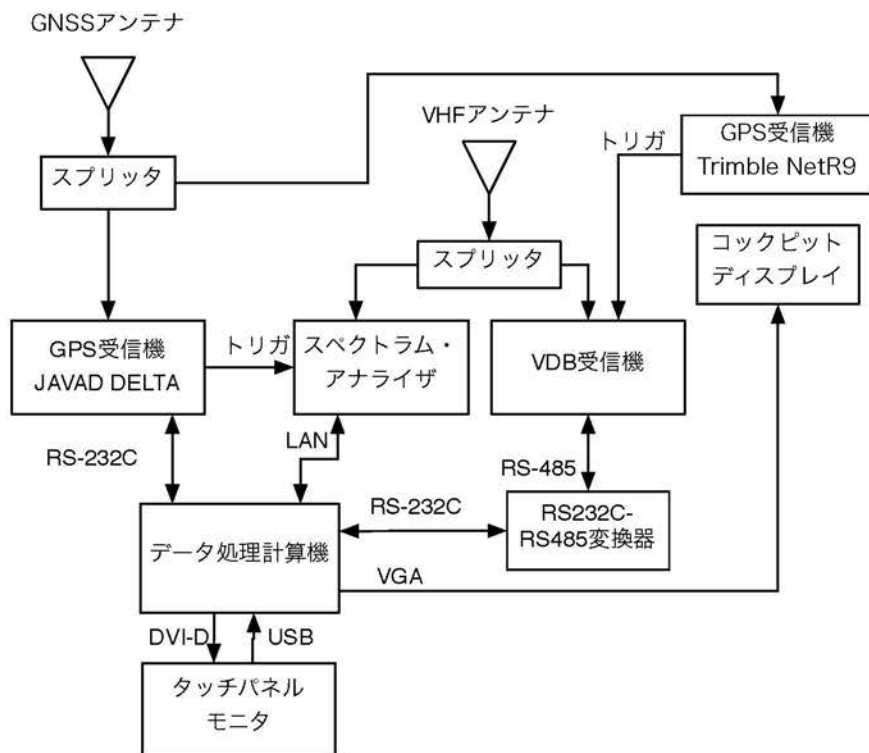 GNSSアンテナ
VHFアンテナ
GPS受信機
Trimble NetR9
トリガ
スプリッタ
スプリッタ
コックピット
ディスプレイ
GPS受信機
JAVAD DELTA
トリガ
スペクトラム・
アナライザ
VDB受信機
LAN
RS-232C
RS-485
RS-232C
RS232C-
RS485変換器
データ処理計算機
VGA
DVI-D
USB
タッチパネル
モニタ